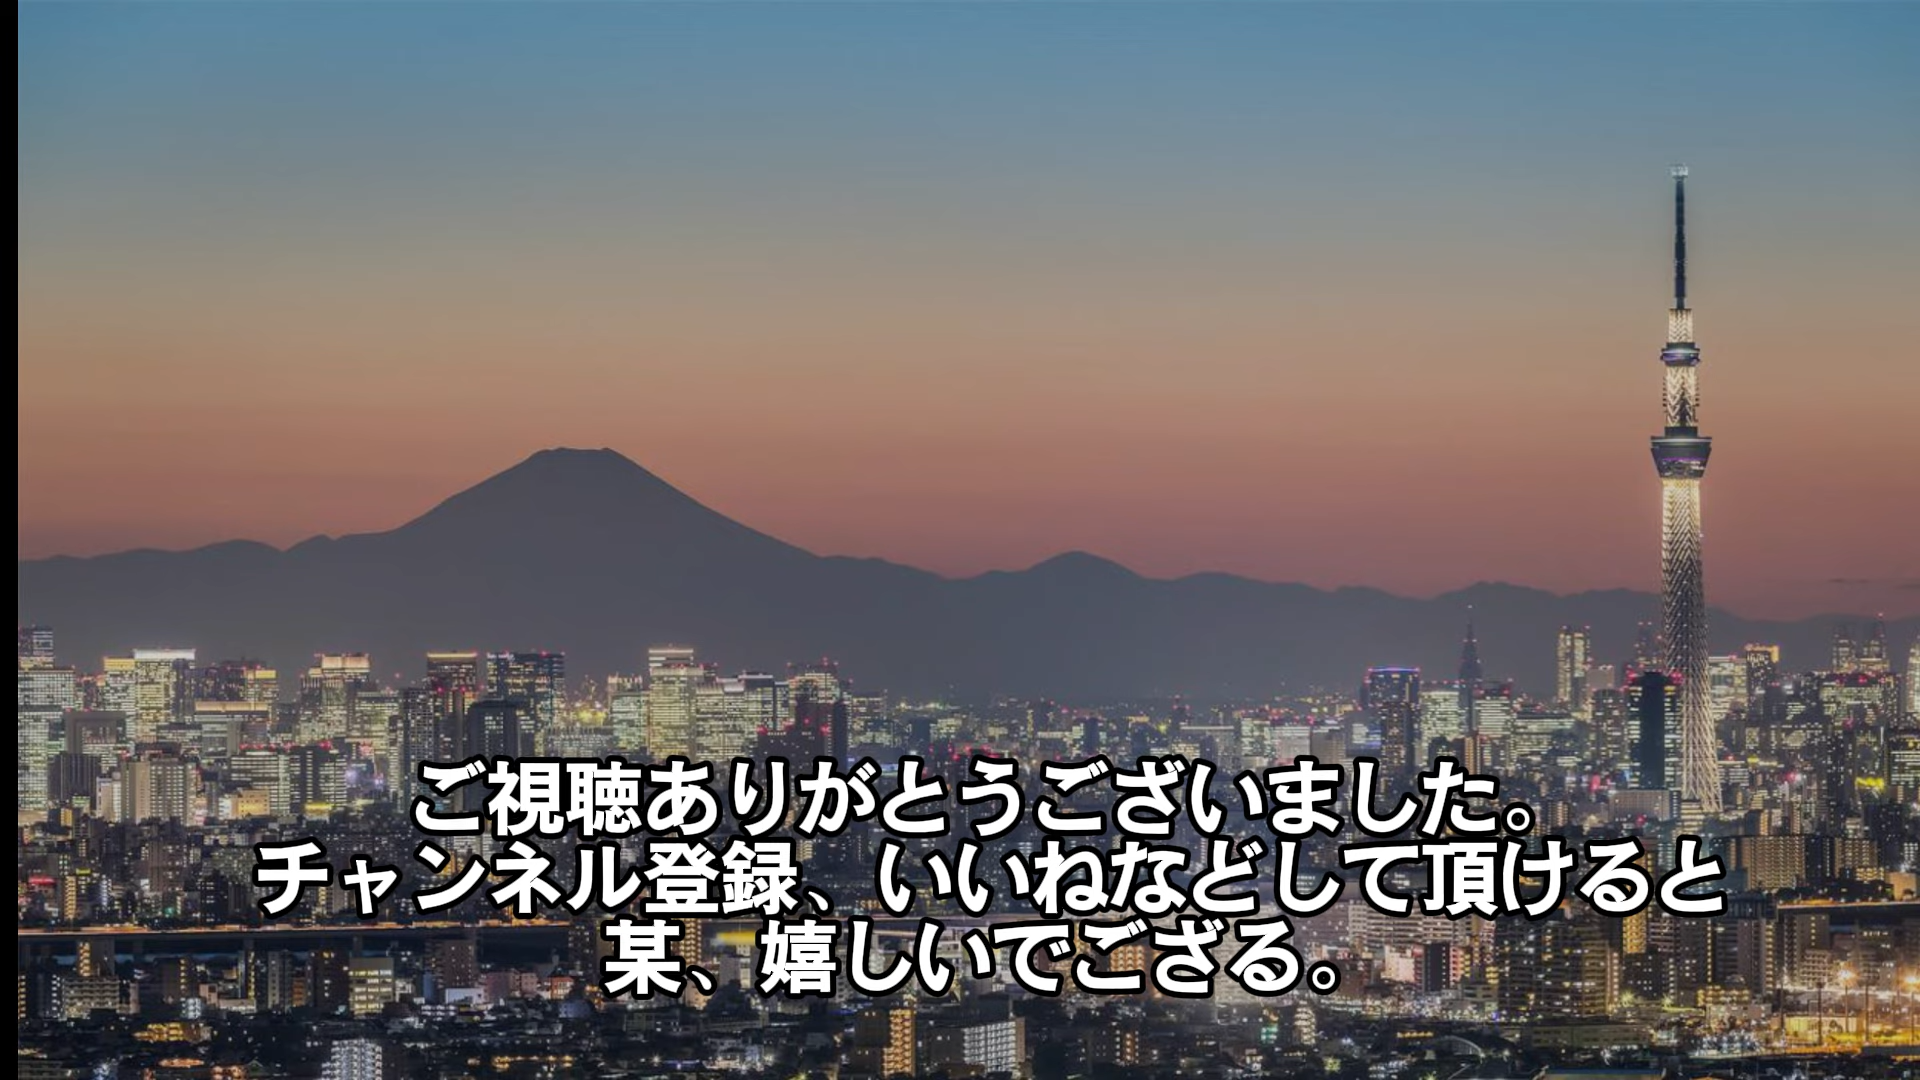 ご視聴ありがとうございました。
チャンネル登録、いいねなどして頂けると
某、嬉しいでござる。